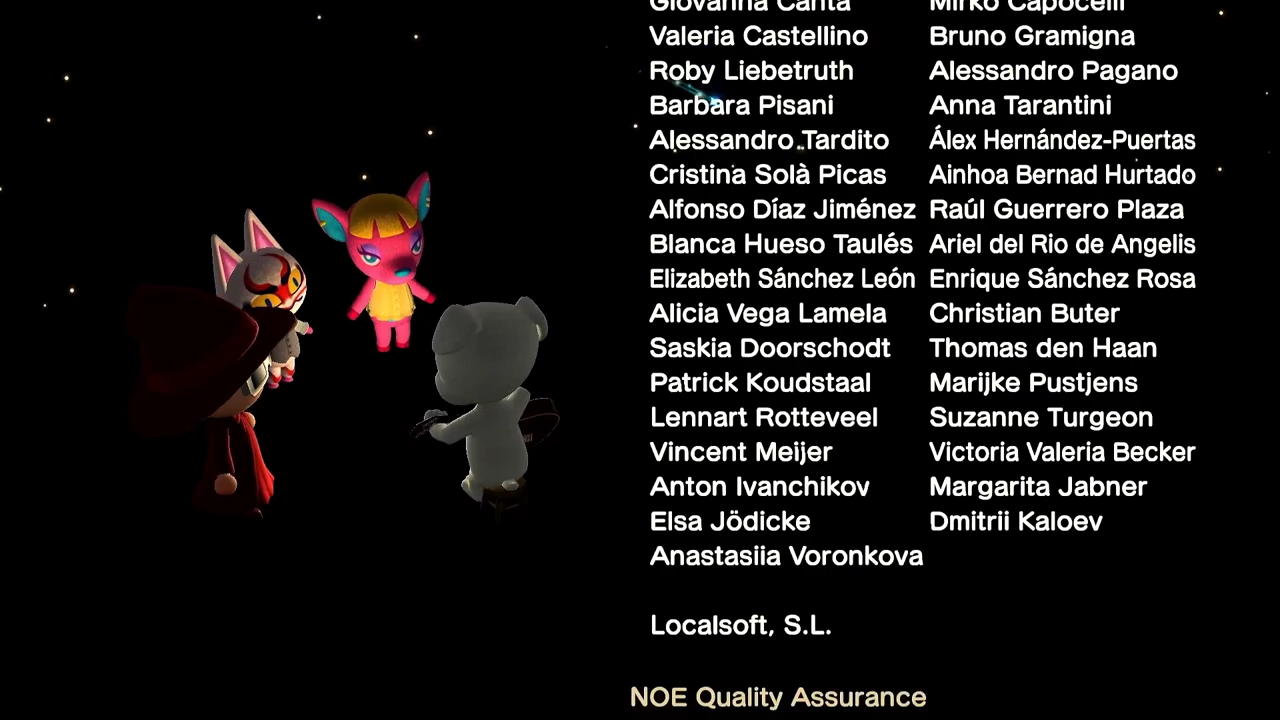 Giovanna Canta Mirko Capocelli
Valeria Castellino Bruno Gramigna
Roby Liebetruth Alessandro Pagano
Barbara Pisani Anna Tarantini
Alessandro Tardito Álex Hernández-Puertas
Cristina Solà Picas Ainhoa Bernad Hurtado
Alfonso Díaz Jiménez Raúl Guerrero Plaza
Blanca Hueso Taulés Ariel del Rio de Angelis
Elizabeth Sánchez León Enrique Sánchez Rosa
Alicia Vega Lamela Christian Buter
Saskia Doorschodt Thomas den Haan
Patrick Koudstaal Marijke Pustjens
Lennart Rotteveel Suzanne Turgeon
Vincent Meijer Victoria Valeria Becker
Anton Ivanchikov Margarita Jabner
Elsa Jödicke Dmitrii Kaloev
Anastasiia Voronkova
Localsoft, S.L.
NOE Quality Assurance